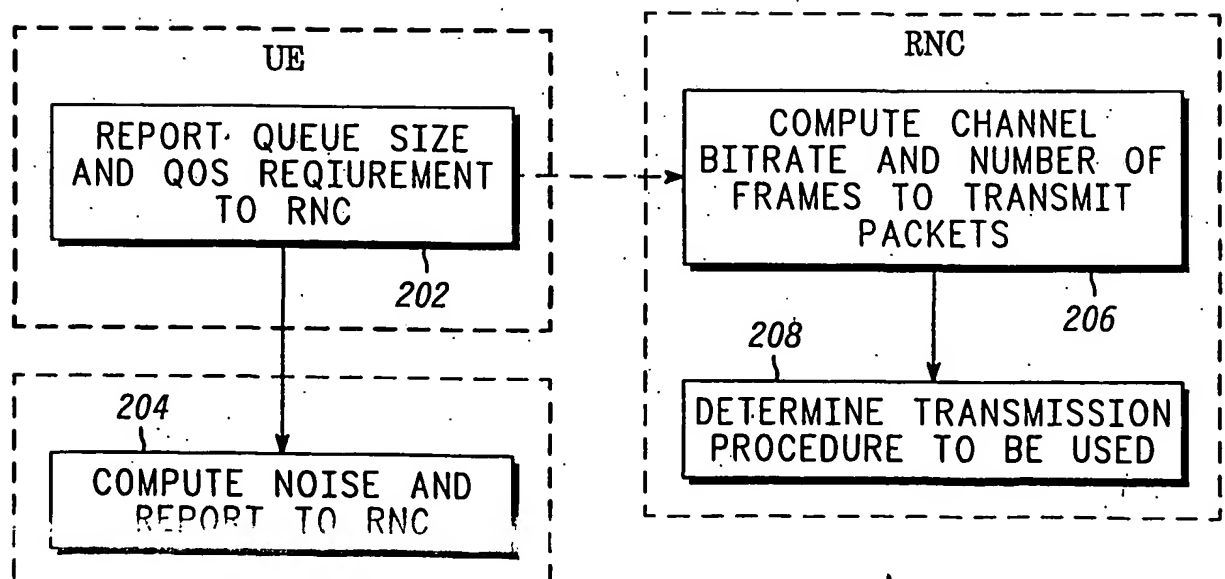 UE
REPORT QUEUE SIZE
AND QOS REQIUREMENT
TO RNC
202
204
COMPUTE NOISE AND
REPORT TO RNC
RNC
COMPUTE CHANNEL
BITRATE AND NUMBER OF
FRAMES TO TRANSMIT
PACKETS
206
208
DETERMINE TRANSMISSION
PROCEDURE TO BE USED